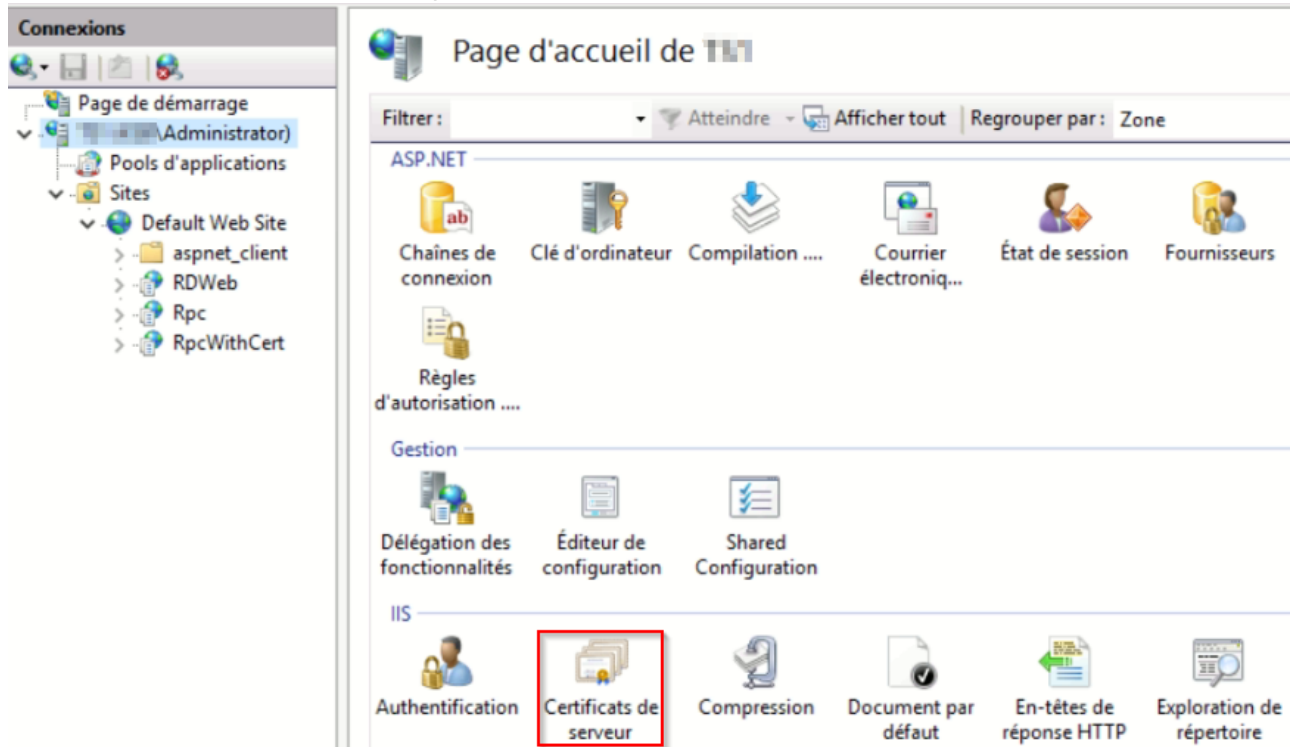 Connexions
Page de démarrage
\Administrator)
Pools d'applications
Sites
Default Web Site
aspnet_client
RDWeb
Rpc
RpcWithCert
Page d'accueil de
Filtrer :
Atteindre
Afficher tout
Regrouper par :
Zone
ASP.NET
ab
Chaînes de
connexion
Clé d'ordinateur
Compilation ....
Courrier
électroniq...
État de session
Fournisseurs
Règles
d'autorisation ....
Gestion
Délégation des
fonctionnalités
Éditeur de
configuration
Shared
Configuration
IIS
Authentification
Certificats de
serveur
Compression
Document par
défaut
En-têtes de
réponse HTTP
Exploration de
répertoire